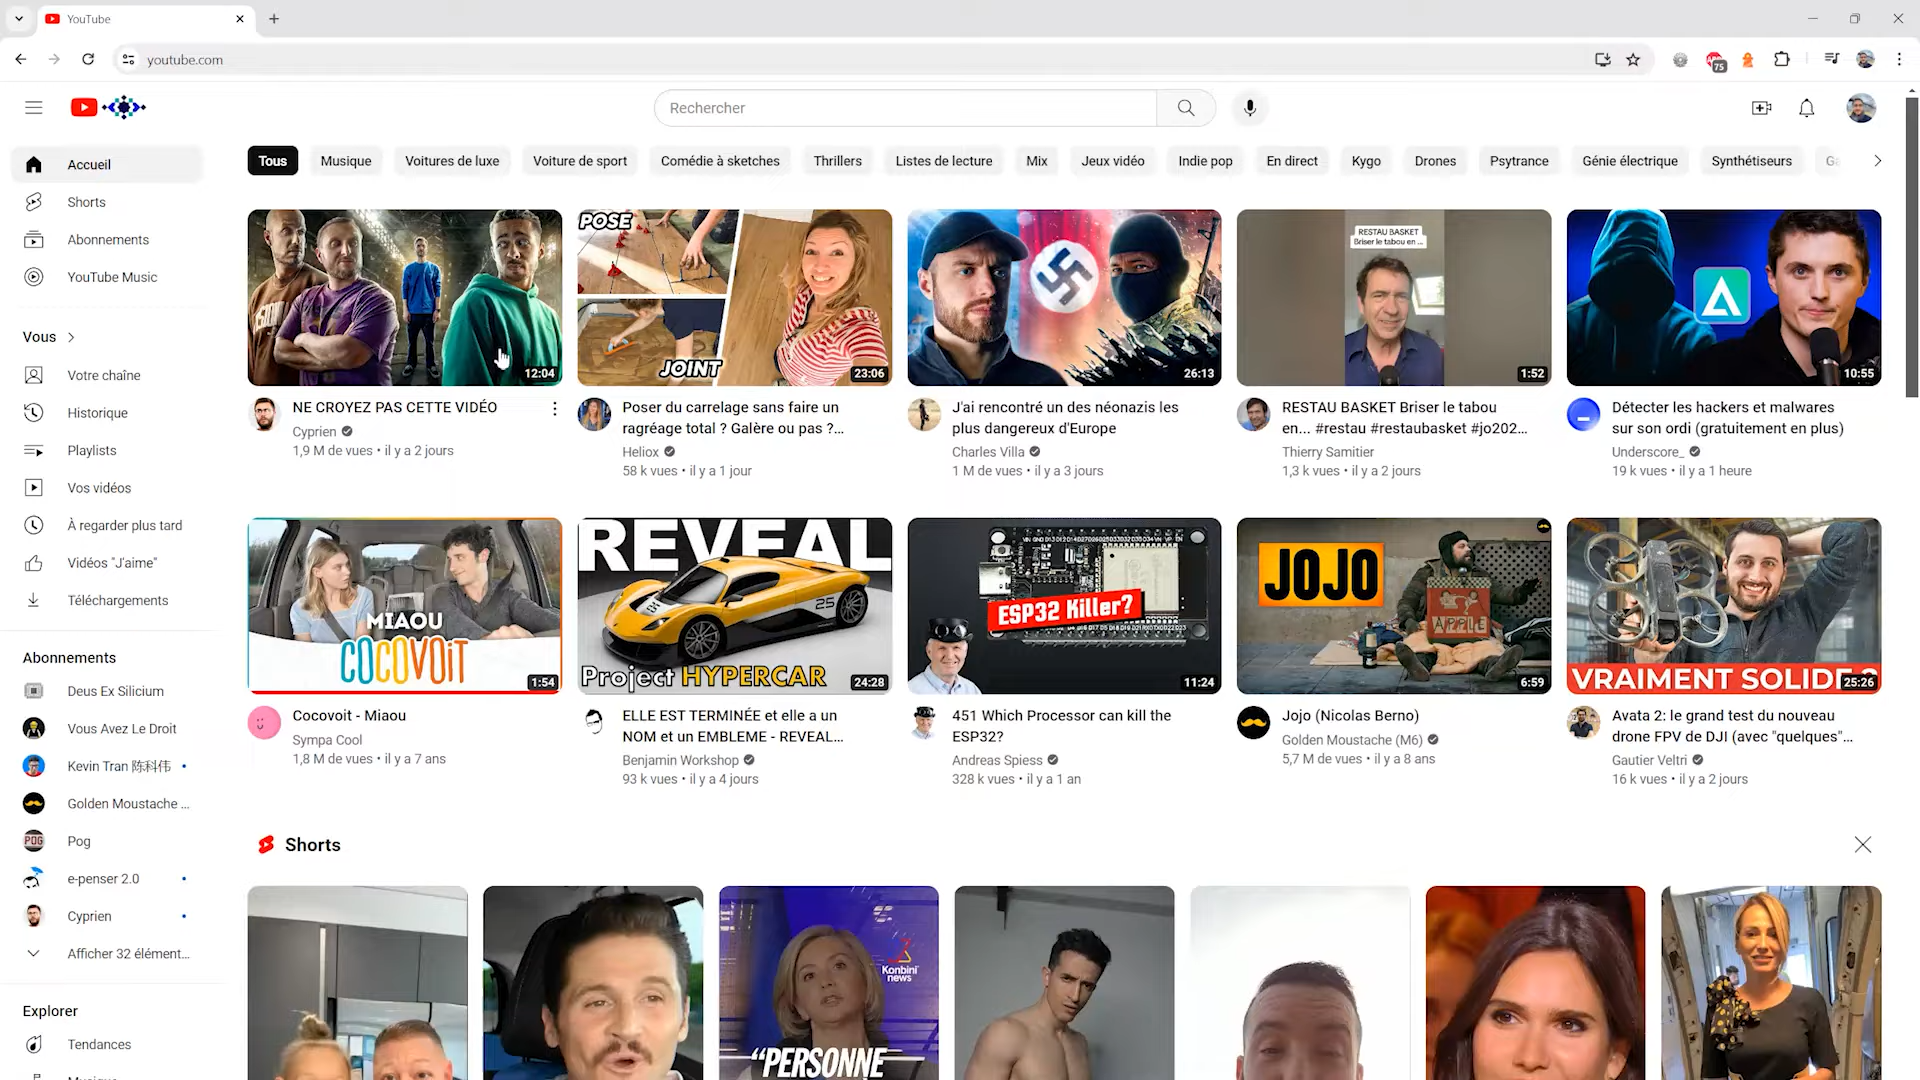 YouTube
youtube.com
75
Rechercher
Accueil
Shorts
Abonnements
YouTube Music
Vous
Votre chaîne
Historique
Playlists
Vos vidéos
À regarder plus tard
Vidéos "J'aime"
Téléchargements
Abonnements
Deus Ex Silicium
Vous Avez Le Droit
Kevin Tran 陈科伟
Golden Moustache ...
Pog
e-penser 2.0
Cyprien
Afficher 32 élément...
Explorer
Tendances
Tous
Musique
Voitures de luxe
Voiture de sport
Comédie à sketches
Thrillers
Listes de lecture
Mix
Jeux vidéo
Indie pop
En direct
Kygo
Drones
Psytrance
Génie électrique
Synthétiseurs
12:04
NE CROYEZ PAS CETTE VIDÉO
Cyprien
1,9 M de vues • il y a 2 jours
POSE
JOINT
23:06
Poser du carrelage sans faire un
ragréage total ? Galère ou pas ?...
Heliox
58 k vues • il y a 1 jour
26:13
J'ai rencontré un des néonazis les
plus dangereux d'Europe
Charles Villa
1 M de vues • il y a 3 jours
RESTAU BASKET
Briser le tabou en ...
1:52
RESTAU BASKET Briser le tabou
en... #restau #restaubasket #jo202...
Thierry Samitier
1,3 k vues • il y a 2 jours
10:55
Détecter les hackers et malwares
sur son ordi (gratuitement en plus)
Underscore_
19 k vues • il y a 1 heure
MIAOU
COCOVOiT
1:54
Cocovoit - Miaou
Sympa Cool
1,8 M de vues • il y a 7 ans
REVEAL
25
25
Project HYPERCAR
24:28
ELLE EST TERMINÉE et elle a un
NOM et un EMBLEME - REVEAL...
Benjamin Workshop
93 k vues • il y a 4 jours
ESP32 Killer?
11:24
451 Which Processor can kill the
ESP32?
Andreas Spiess
328 k vues • il y a 1 an
JOJO
APPLE
6:59
Jojo (Nicolas Berno)
Golden Moustache (M6)
5,7 M de vues • il y a 8 ans
VRAIMENT SOLIDE
25:26
Avata 2: le grand test du nouveau
drone FPV de DJI (avec "quelques"...
Gautier Veltri
16 k vues • il y a 2 jours
Shorts
Konbini
news
“PERSONNE